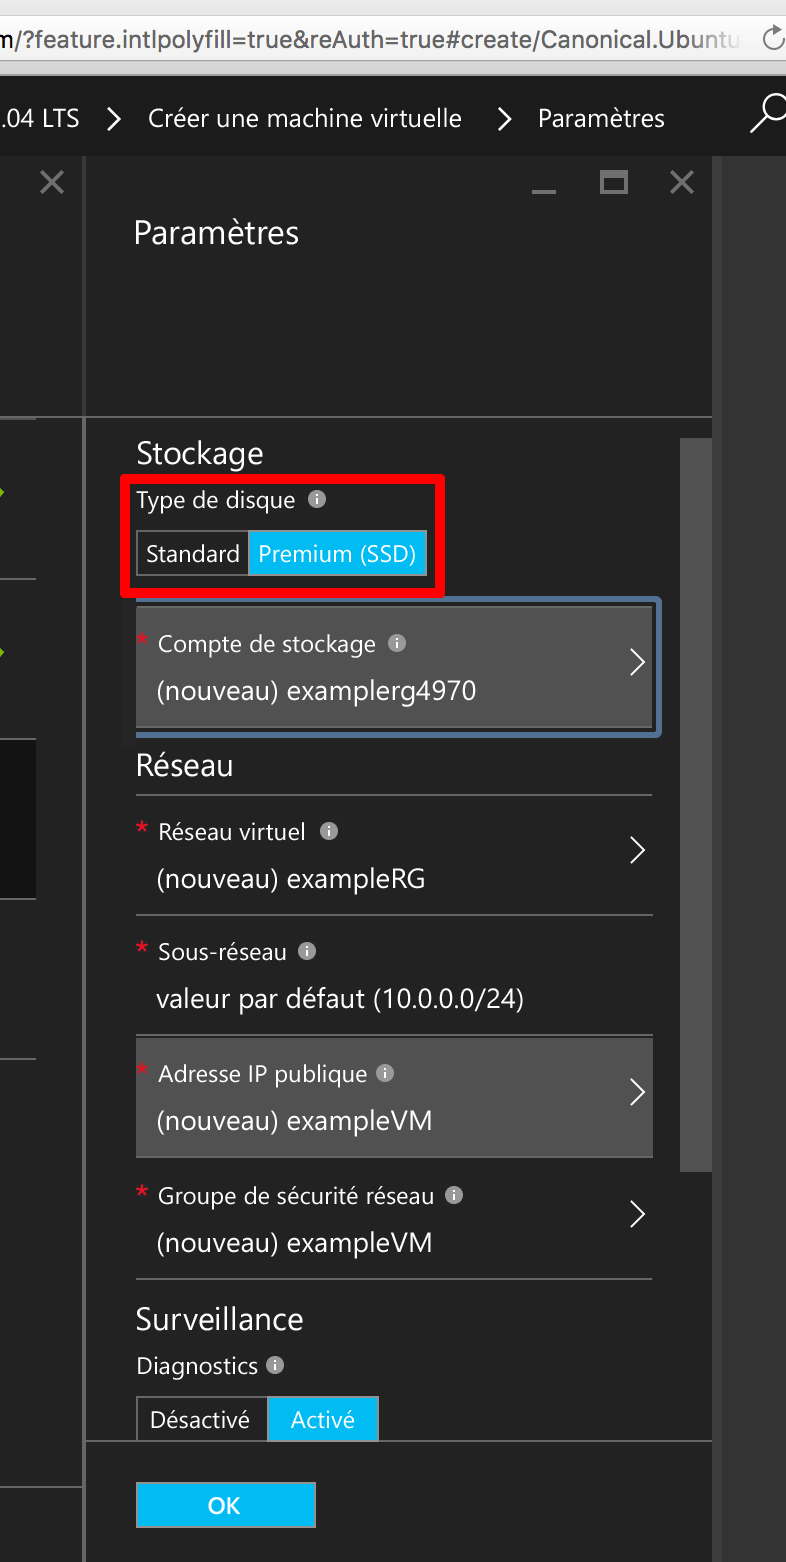 m/?feature.intlpolyfill=true&reAuth=true#create/Canonical.Ubuntu
.04 LTS Créer une machine virtuelle Paramètres
Paramètres
Stockage
Type de disque
Standard Premium (SSD)
* Compte de stockage
(nouveau) examplerg4970
Réseau
* Réseau virtuel
(nouveau) exampleRG
* Sous-réseau
valeur par défaut (10.0.0.0/24)
* Adresse IP publique
(nouveau) exampleVM
* Groupe de sécurité réseau
(nouveau) exampleVM
Surveillance
Diagnostics
Désactivé Activé
OK